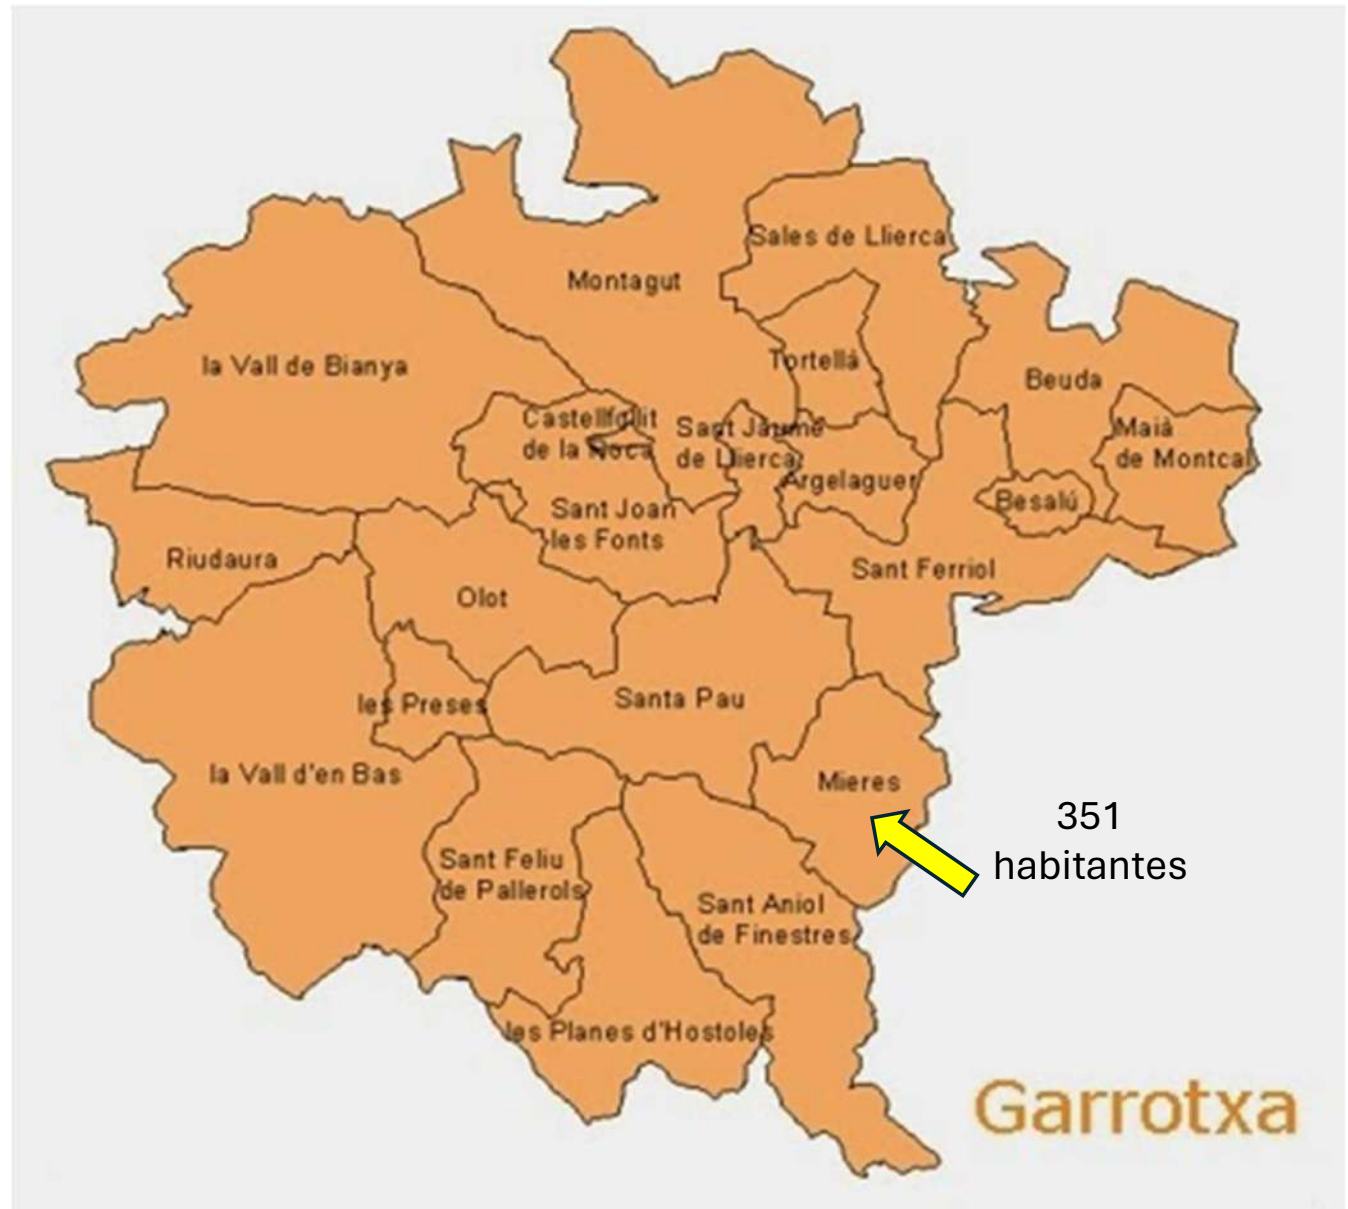 Sales de Llierca
Montagut
la Vall de Bianya
Tortellà
Beuda
Castellfollit
de la Roca
Sant Jaume
de Llierca
Maià
de Montcal
Argelaguer
Besalú
Sant Joan
les Fonts
Riudaura
Sant Ferriol
Olot
les Preses
Santa Pau
la Vall d'en Bas
Mieres
351
habitantes
Sant Feliu
de Pallerols
Sant Aniol
de Finestres
les Planes d'Hostoles
Garrotxa